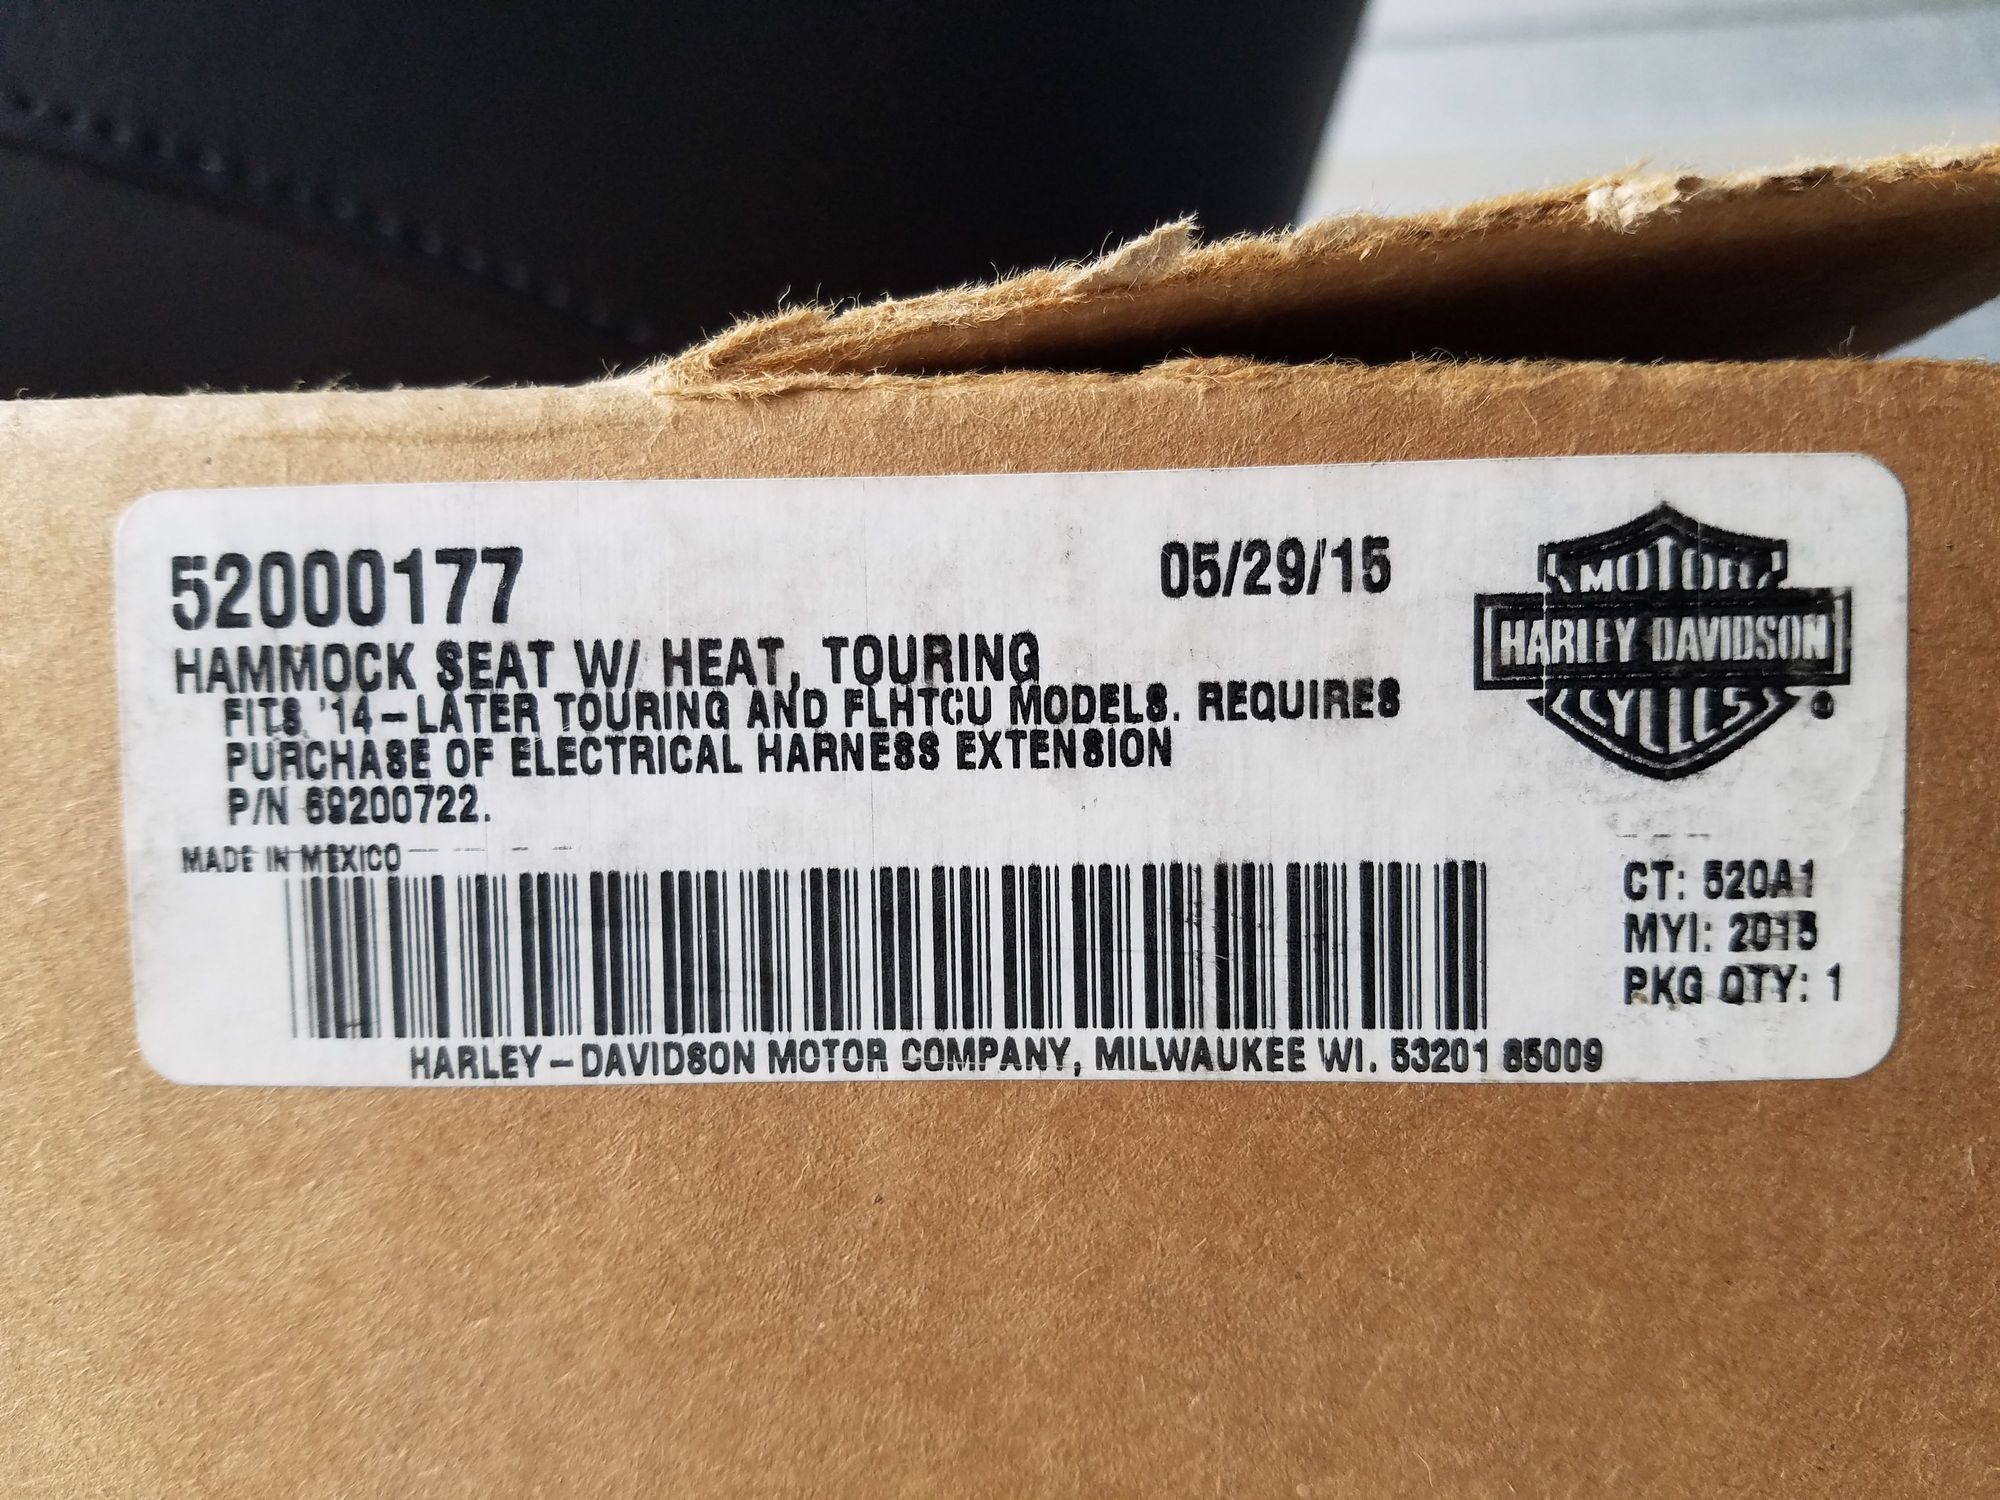 52000177
05/29/15
HAMMOCK SEAT W/ HEAT, TOURING
FITS '14-LATER TOURING AND FLHTCU MODELS. REQUIRES
PURCHASE OF ELECTRICAL HARNESS EXTENSION
P/N 69200722.
MADE IN MEXICO
MOTOR
HARLEY-DAVIDSON
CYCLES
®
CT: 520A1
MYI: 2015
PKG QTY: 1
HARLEY-DAVIDSON MOTOR COMPANY, MILWAUKEE WI. 53201 85009